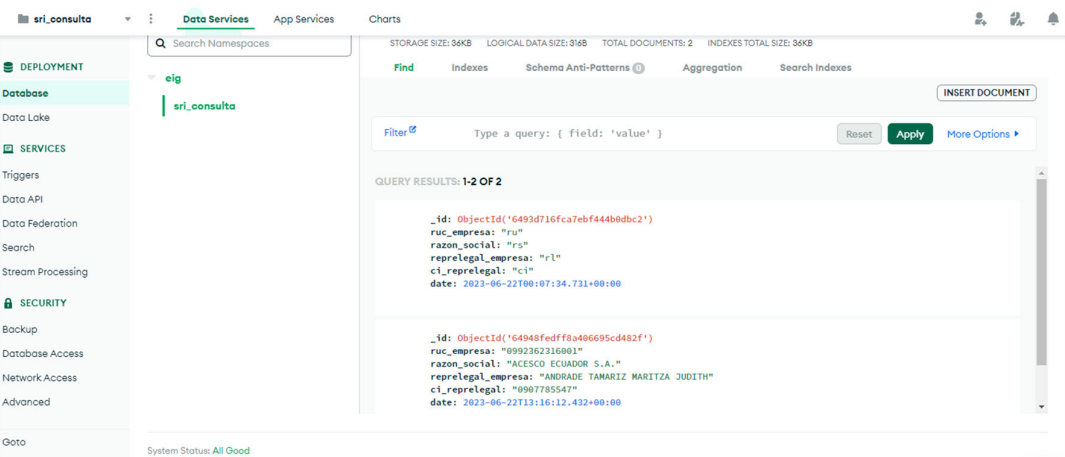 sri_consulta
Data Services
App Services
Charts
DEPLOYMENT
Database
Data Lake
SERVICES
Triggers
Data API
Data Federation
Search
Stream Processing
SECURITY
Backup
Database Access
Network Access
Advanced
Goto
Search Namespaces
eig
sri_consulta
STORAGE SIZE: 36KB LOGICAL DATA SIZE: 316B TOTAL DOCUMENTS: 2 INDEXES TOTAL SIZE: 36KB
Find Indexes Schema Anti-Patterns 0 Aggregation Search Indexes
INSERT DOCUMENT
Filter Type a query: { field: 'value' } Reset Apply More Options
QUERY RESULTS: 1-2 OF 2
_id: ObjectId('6493d716fca7ebf444b0dbc2')
ruc_empresa: "ru"
razon_social: "rs"
reprelegal_empresa: "rl"
ci_reprelegal: "ci"
date: 2023-06-22T00:07:34.731+00:00
_id: ObjectId('64948fedff8a406695cd482f')
ruc_empresa: "0992362316001"
razon_social: "ACESCO ECUADOR S.A."
reprelegal_empresa: "ANDRADE TAMARIZ MARITZA JUDITH"
ci_reprelegal: "0907785547"
date: 2023-06-22T13:16:12.432+00:00
System Status: All Good